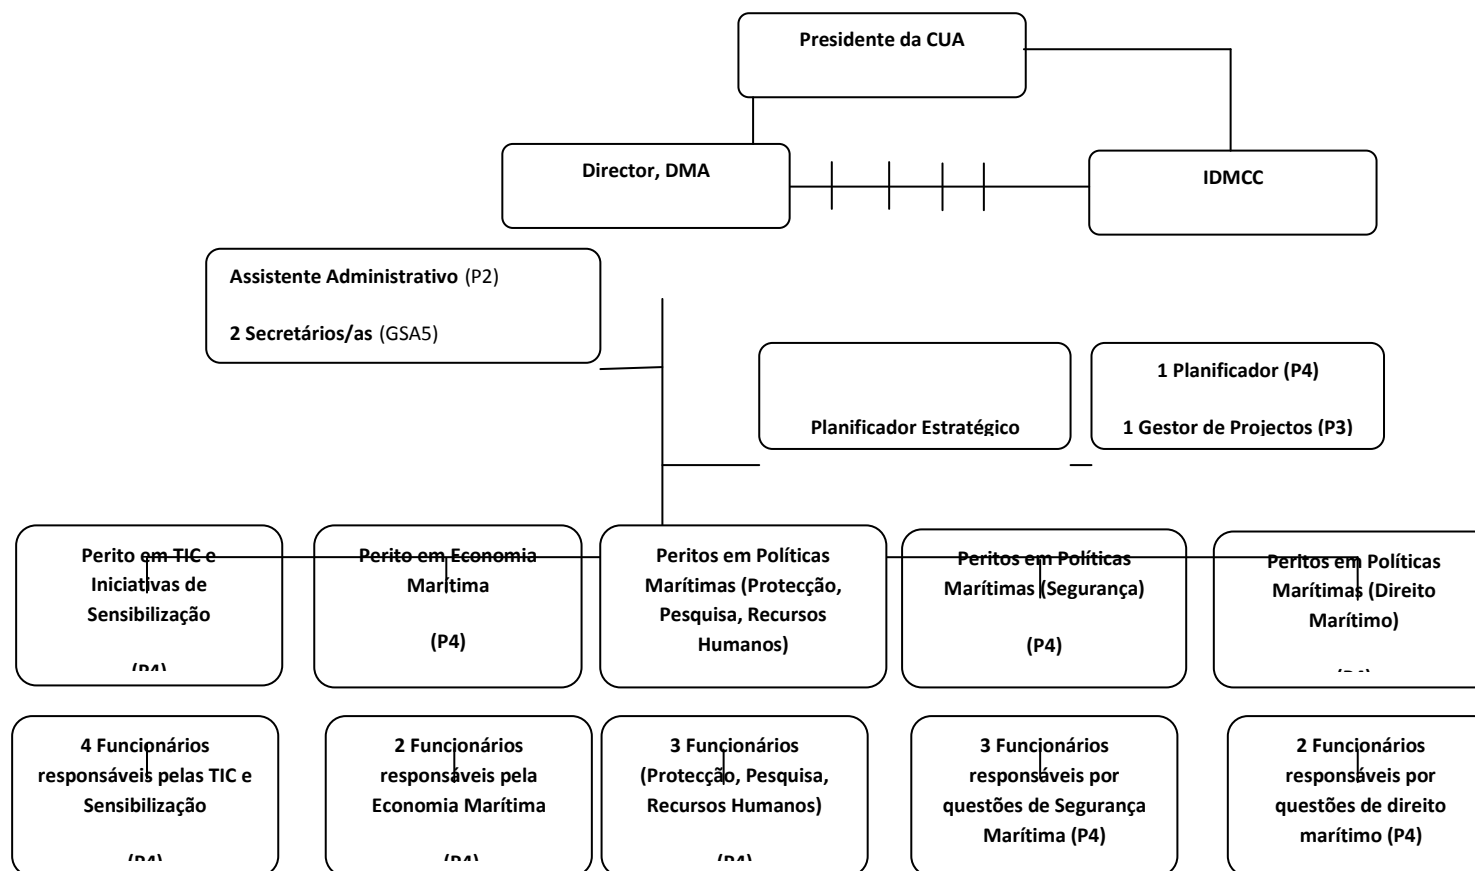 Presidente da CUA
Director, DMA
IDMCC
Assistente Administrativo (P2)
2 Secretários/as (GSA5)
Planificador Estratégico
1 Planificador (P4)
1 Gestor de Projectos (P3)
Perito em TIC e
Iniciativas de
Sensibilização
(P4)
Perito em Economia
Marítima
(P4)
Peritos em Políticas
Marítimas (Protecção,
Pesquisa, Recursos
Humanos)
Peritos em Políticas
Marítimas (Segurança)
(P4)
Peritos em Políticas
Marítimas (Direito
Marítimo)
4 Funcionários
responsáveis pelas TIC e
Sensibilização
(P4)
2 Funcionários
responsáveis pela
Economia Marítima
(P4)
3 Funcionários
(Protecção, Pesquisa,
Recursos Humanos)
(P4)
3 Funcionários
responsáveis por
questões de Segurança
Marítima (P4)
2 Funcionários
responsáveis por
questões de direito
marítimo (P4)